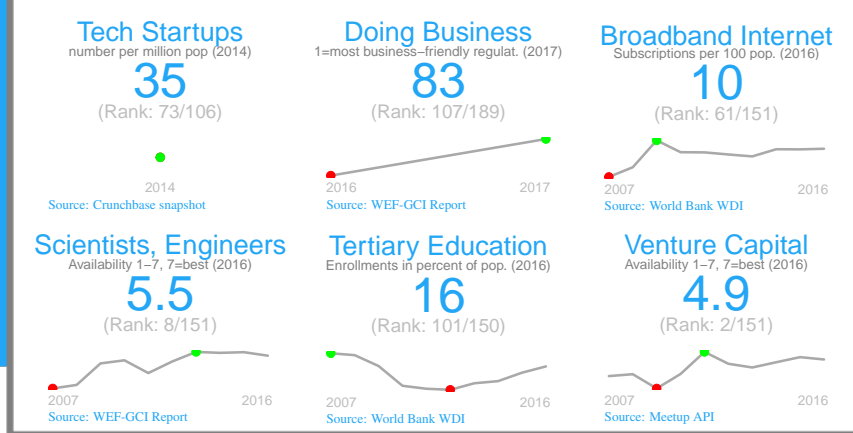 Tech Startups
number per million pop (2014)
35
(Rank: 73/106)
2014
Source: Crunchbase snapshot
Doing Business
1=most business−friendly regulat. (2017)
83
(Rank: 107/189)
2016 2017
Source: WEF-GCI Report
Broadband Internet
Subscriptions per 100 pop. (2016)
10
(Rank: 61/151)
2007 2016
Source: World Bank WDI
Scientists, Engineers
Availability 1−7, 7=best (2016)
5.5
(Rank: 8/151)
2007 2016
Source: WEF-GCI Report
Tertiary Education
Enrollments in percent of pop. (2016)
16
(Rank: 101/150)
2007 2016
Source: World Bank WDI
Venture Capital
Availability 1−7, 7=best (2016)
4.9
(Rank: 2/151)
2007 2016
Source: Meetup API